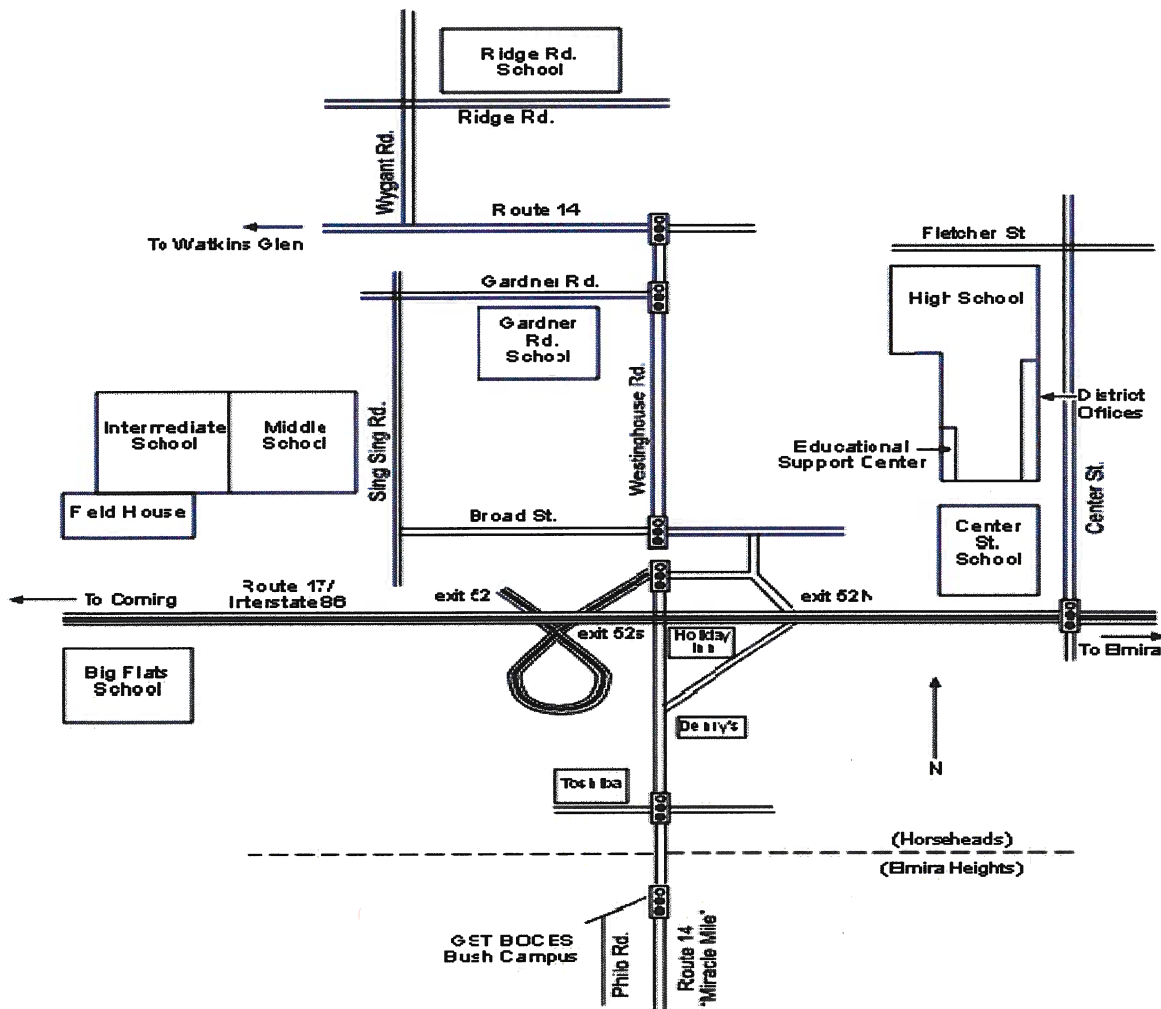 Ridge Rd.
School
Ridge Rd.
Wygant Rd.
Route 14
To Watkins Glen
Fletcher St
Gardner Rd.
High School
Gardner
Rd.
School
Westinghouse Rd.
District
Offices
Intermediate
School
Middle
School
Sing Sing Rd.
Educational
Support Center
Center St.
Field House
Broad St.
Center
St.
School
To Corning
Route 17/
Interstate 86
exit 52
exit 52N
exit 52s
Holiday
Inn
To Elmira
Big Flats
School
Denny's
N
Toshiba
(Horseheads)
(Elmira Heights)
GST BOCES
Bush Campus
Philo Rd.
Route 14
"Miracle Mile"